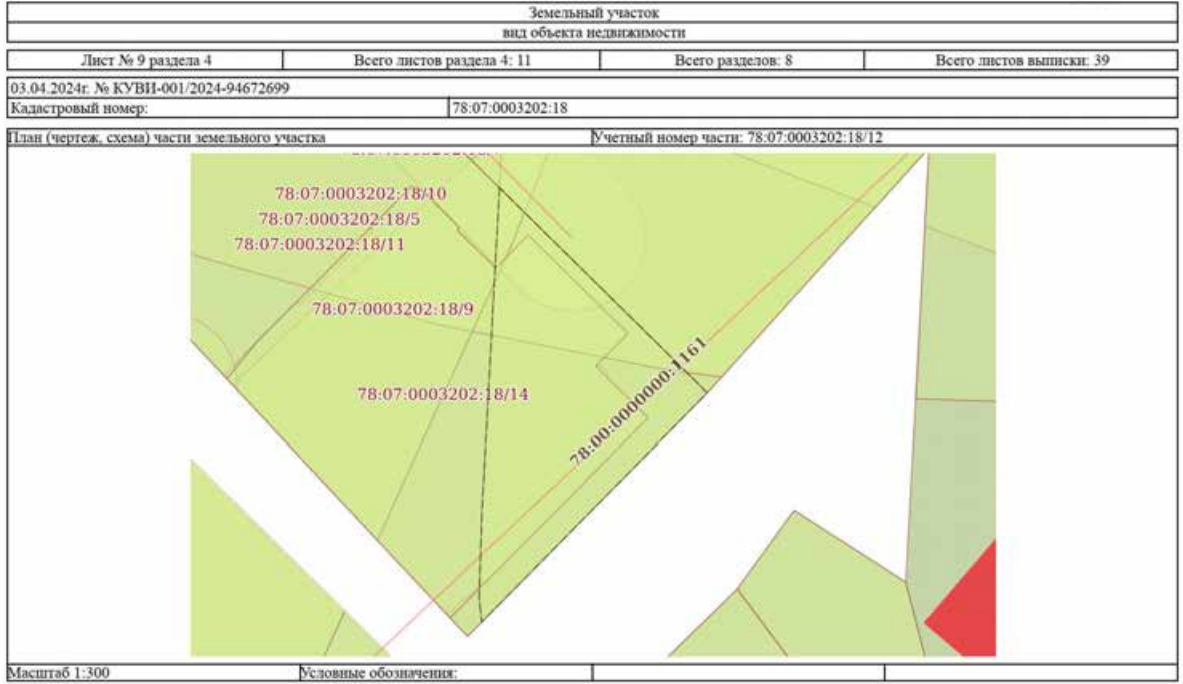 Земельный участок
вид объекта недвижимости
Лист № 9 раздела 4 Всего листов раздела 4: 11 Всего разделов: 8 Всего листов выписки: 39
03.04.2024г. № КУВИ-001/2024-94672699
Кадастровый номер: 78:07:0003202:18
План (чертеж, схема) части земельного участка Учетный номер части: 78:07:0003202:18/12
78:07:0003202:18/10
78:07:0003202:18/5
78:07:0003202:18/11
78:07:0003202:18/9
78:00:0000000:1161
78:07:0003202:18/14
Масштаб 1:300 Условные обозначения: